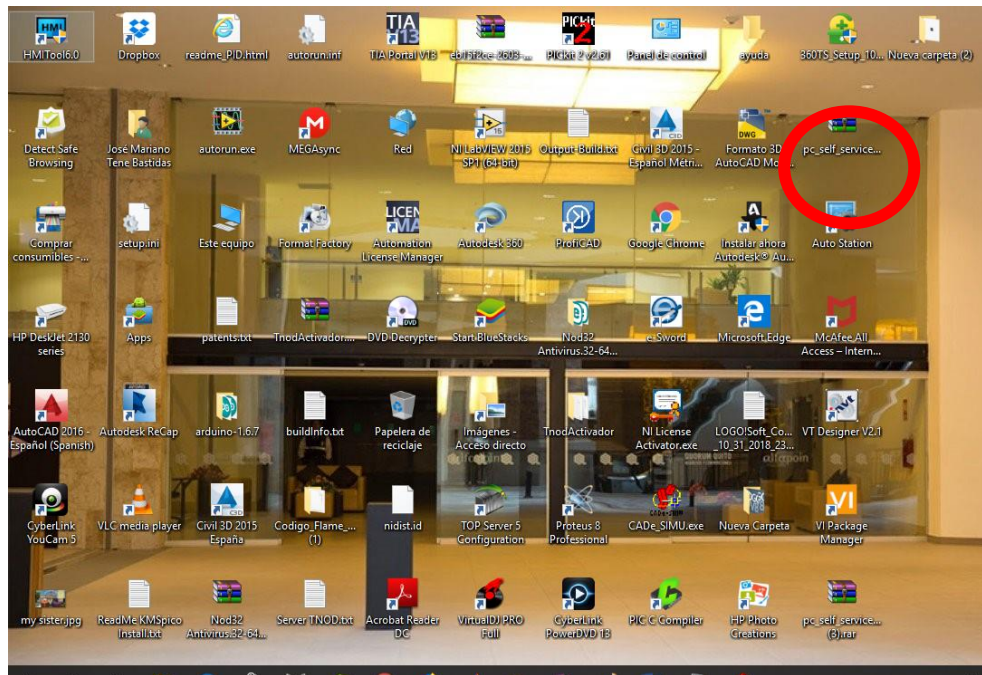 HMITool6.0
Dropbox
readme_PID.html
autorun.inf
TIA Portal V13
PICkit 2 v2.61
Panel de control
ayuda
360TS_Setup_10...
Nueva carpeta (2)
Detect Safe
Browsing
José Mariano
Tene Bastidas
autorun.exe
MEGAsync
Red
NI LabVIEW 2015
SP1 (64-bit)
Output-Build.txt
Civil 3D 2015 -
Español Métri...
Formato 3D
AutoCAD
pc_self_service...
Comprar
consumibles -...
setup.ini
Este equipo
Format Factory
Automation
License Manager
Autodesk 360
ProfiCAD
Google Chrome
Instalar ahora
Autodesk® Au...
Auto Station
HP DeskJet 2130
series
Apps
patents.txt
TnodActivador...
DVD Decrypter
Start BlueStacks
Nod32
Antivirus.32-64...
e-Sword
Microsoft Edge
McAfee All
Access – Intern...
AutoCAD 2016 -
Español (Spanish)
Autodesk ReCap
arduino-1.6.7
buildInfo.txt
Papelera de
reciclaje
Imágenes -
Acceso directo
TnodActivador
NI License
Activator.exe
LOGO!Soft_Co...
_10_31_2018_23...
VT Designer V2.1
CyberLink
YouCam 5
VLC media player
Civil 3D 2015
España
Codigo_Flame_...
(1)
nidist.id
TOP Server 5
Configuration
Proteus 8
Professional
CADe_SIMU.exe
Nueva Carpeta
VI Package
Manager
my sister.jpg
ReadMe KMSpico
Install.txt
Nod32
Antivirus.32-64...
Server TNOD.txt
Acrobat Reader
DC
VirtualDJ PRO
Full
CyberLink
PowerDVD 13
PIC C Compiler
HP Photo
Creations
pc_self_service...
(3).rar